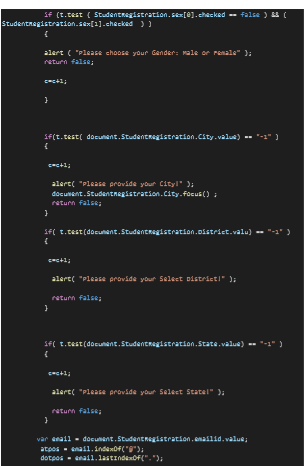 if (t.test ( StudentRegistration.sex[0].checked == false ) && (
StudentRegistration.sex[1].checked  ) )
{
alert ( "Please choose your Gender: Male or Female" );
return false;
c=c+1;
}
if(t.test( document.StudentRegistration.City.value) == "-1" )
{
c=c+1;
alert( "Please provide your City!" );
document.StudentRegistration.City.focus() ;
return false;
}
if( t.test(document.StudentRegistration.District.valu) == "-1" )
{
c=c+1;
alert( "Please provide your Select District!" );
return false;
}
if( t.test(document.StudentRegistration.State.value) == "-1" )
{
c=c+1;
alert( "Please provide your Select State!" );
return false;
}
var email = document.StudentRegistration.emailid.value;
atpos = email.indexOf("@");
dotpos = email.lastIndexOf(".");